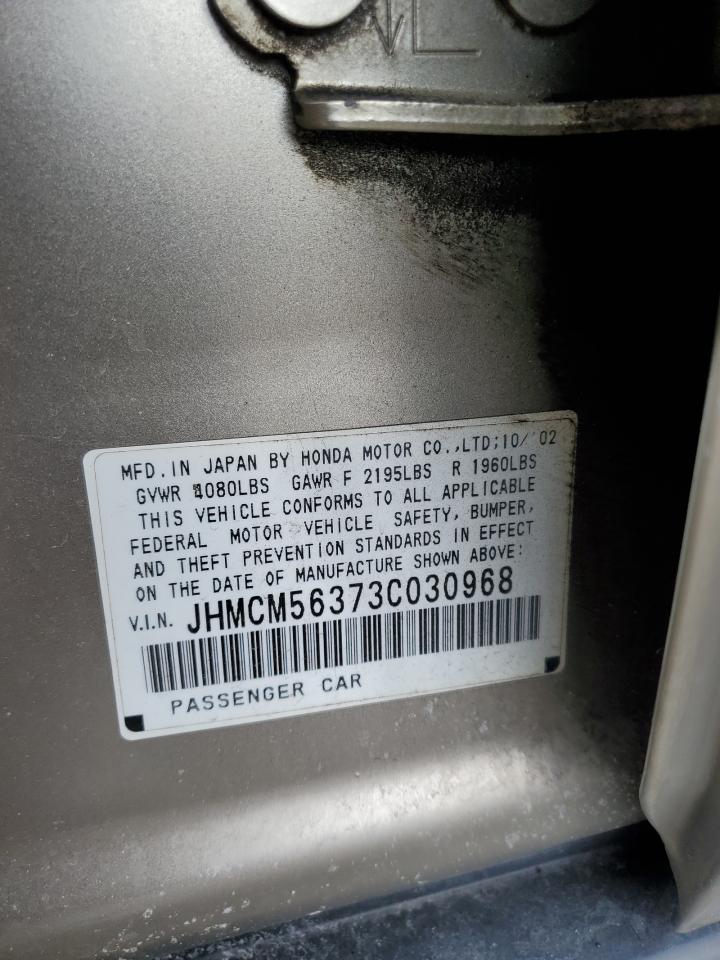 MFD.IN JAPAN BY HONDA MOTOR CO.,LTD;10/ 02
GVWR 4080LBS GAWR F 2195LBS R 1960LBS
THIS VEHICLE CONFORMS TO ALL APPLICABLE
FEDERAL MOTOR VEHICLE SAFETY, BUMPER,
AND THEFT PREVENTION STANDARDS IN EFFECT
ON THE DATE OF MANUFACTURE SHOWN ABOVE:
V.I.N. JHMCM56373C030968
PASSENGER CAR